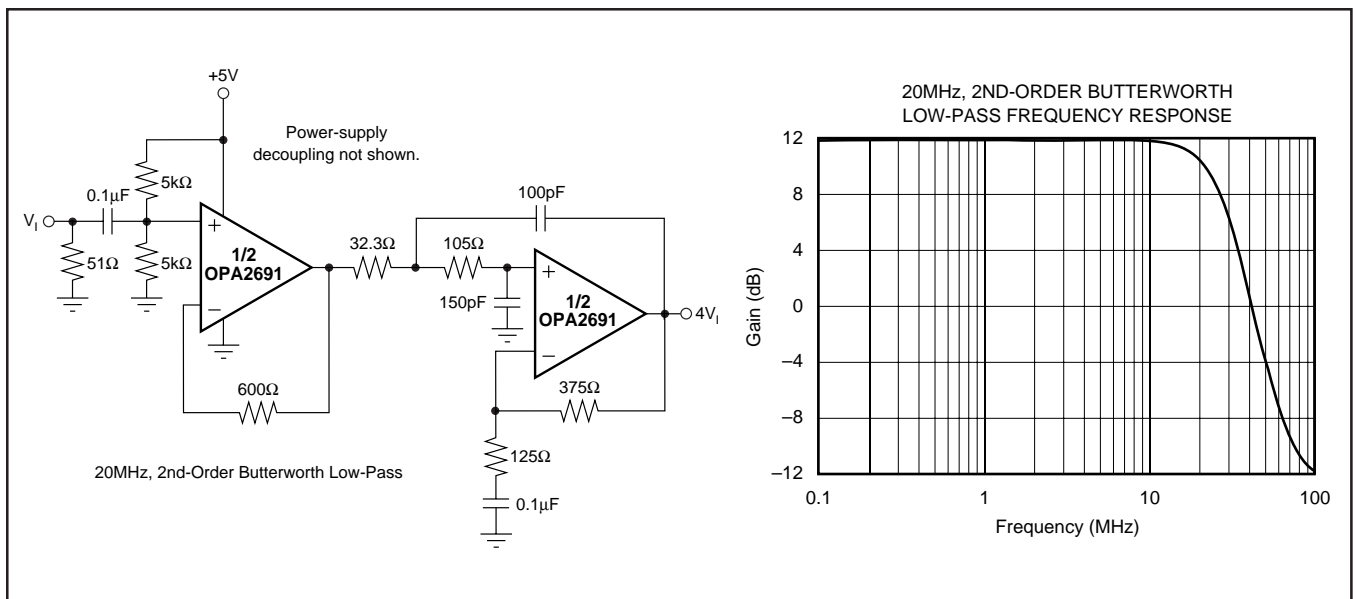 +5V
Power-supply
decoupling not shown.
5kΩ
0.1µF
VI
51Ω
5kΩ
+
1/2
OPA2691
−
600Ω
32.3Ω
105Ω
100pF
150pF
+
1/2
OPA2691
−
4VI
375Ω
125Ω
0.1µF
20MHz, 2nd-Order Butterworth Low-Pass
20MHz, 2ND-ORDER BUTTERWORTH
LOW-PASS FREQUENCY RESPONSE
12
8
4
0
−4
−8
−12
Gain (dB)
0.1
1
10
100
Frequency (MHz)